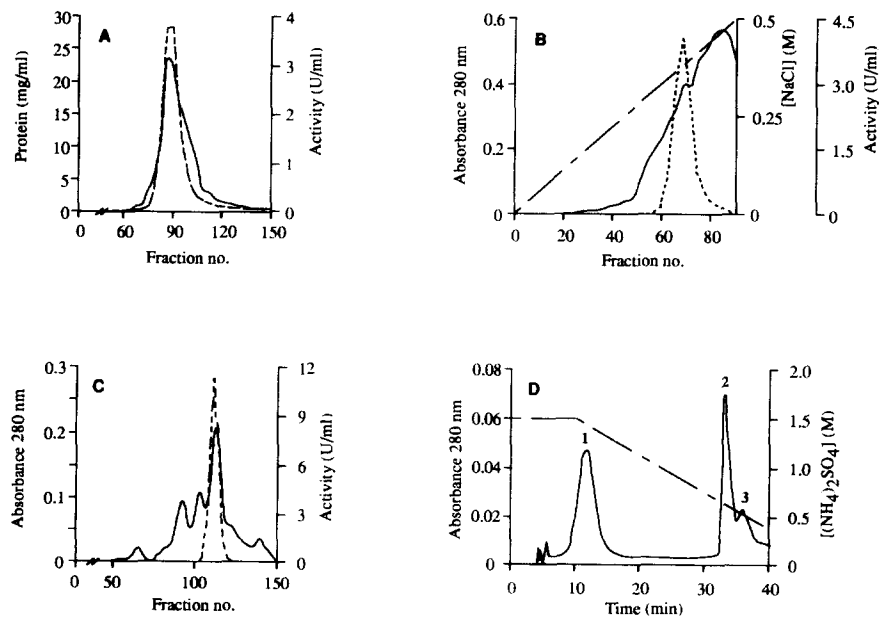 A
Protein (mg/ml)
30
25
20
15
10
5
0
4
3
2
1
0
Activity (U/ml)
60 90 120 150
Fraction no.
B
Absorbance 280 nm
0.6
0.4
0.2
0
0.5
0.25
0
[NaCl] (M)
4.5
3.0
1.5
0
Activity (U/ml)
0 20 40 60 80
Fraction no.
C
Absorbance 280 nm
0.3
0.2
0.1
0
12
9
6
3
0
Activity (U/ml)
50 100 150
Fraction no.
D
Absorbance 280 nm
0.08
0.06
0.04
0.02
0
1
2
3
2.0
1.5
1.0
0.5
0
[(NH4)2SO4] (M)
0 10 20 30 40
Time (min)